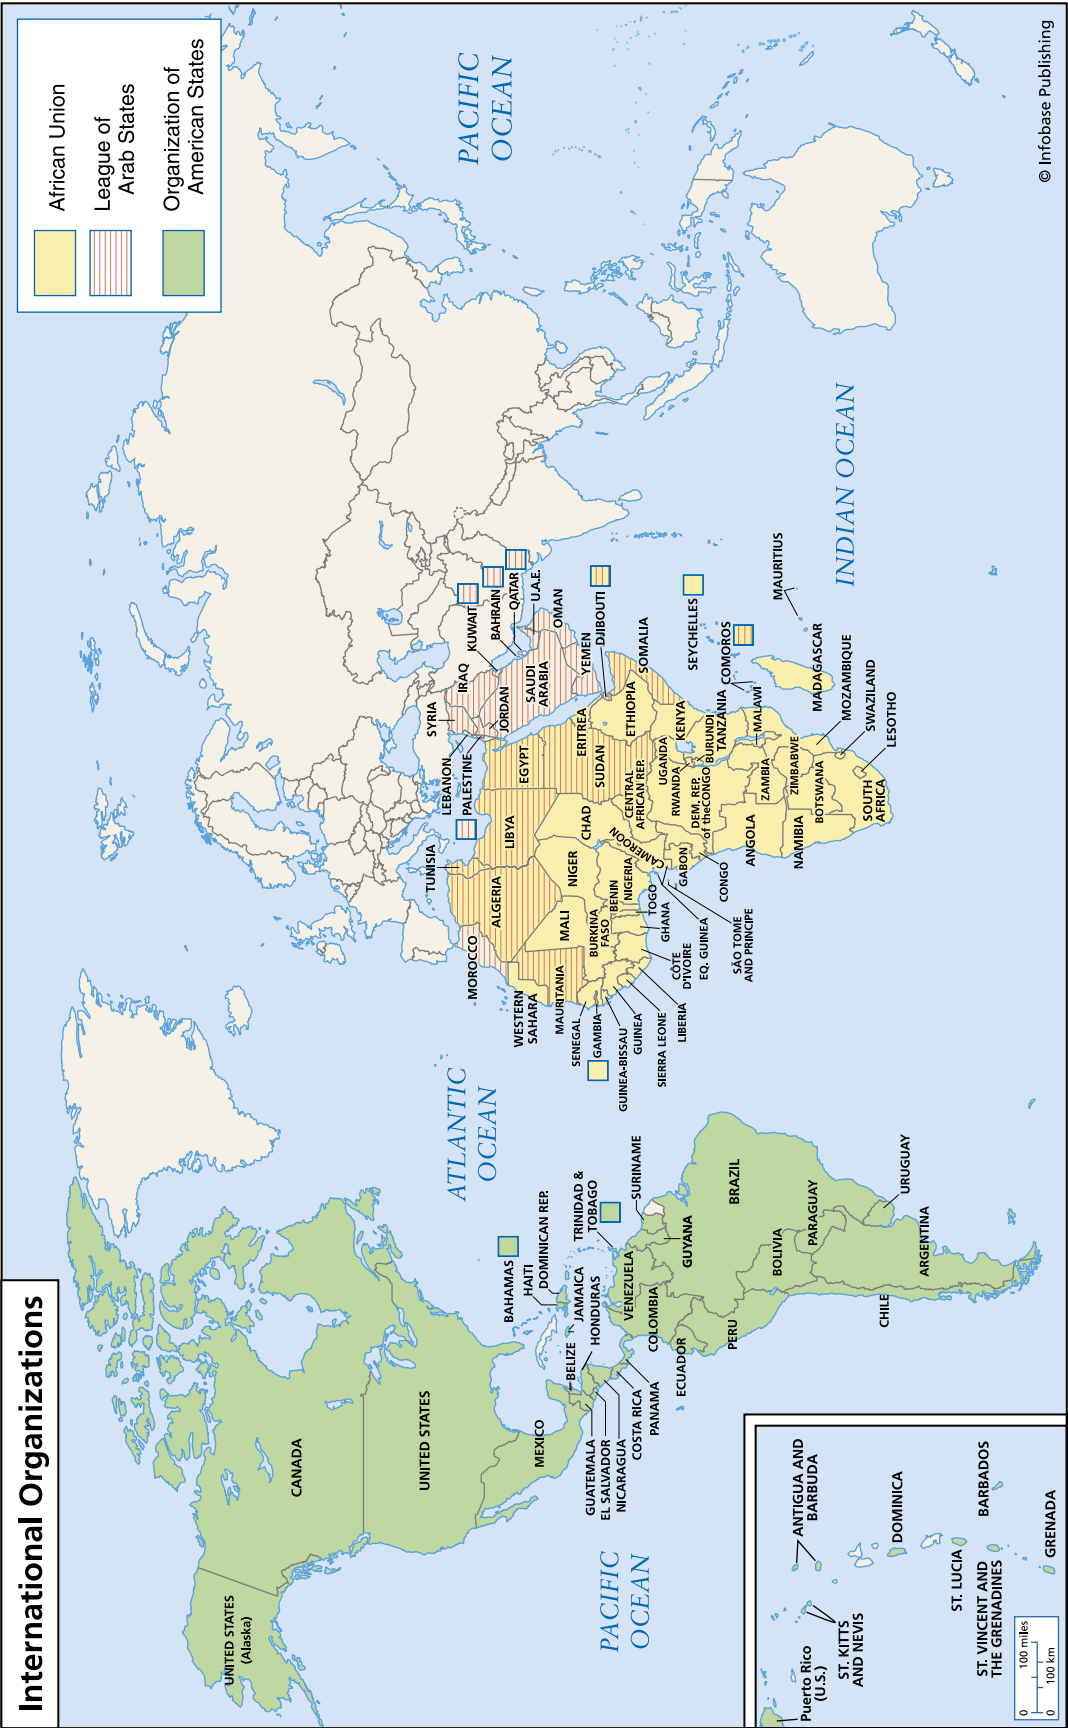 International Organizations
African Union
League of
Arab States
Organization of
American States
PACIFIC
OCEAN
ATLANTIC
OCEAN
PACIFIC
OCEAN
INDIAN OCEAN
UNITED STATES
(Alaska)
CANADA
UNITED STATES
MEXICO
BAHAMAS
HAITI
DOMINICAN REP.
JAMAICA
HONDURAS
BELIZE
TRINIDAD &
TOBAGO
GUATEMALA
EL SALVADOR
NICARAGUA
COSTA RICA
PANAMA
VENEZUELA
COLOMBIA
ECUADOR
SURINAME
GUYANA
PERU
BRAZIL
BOLIVIA
PARAGUAY
CHILE
ARGENTINA
URUGUAY
TUNISIA
MOROCCO
ALGERIA
LIBYA
EGYPT
WESTERN
SAHARA
MAURITANIA
MALI
NIGER
CHAD
SUDAN
ERITREA
SENEGAL
GAMBIA
GUINEA-BISSAU
GUINEA
SIERRA LEONE
LIBERIA
CÔTE
D'IVOIRE
BURKINA
FASO
BENIN
NIGERIA
TOGO
GHANA
EQ. GUINEA
SÃO TOME
AND PRINCIPE
CAMEROON
CENTRAL
AFRICAN REP.
ETHIOPIA
DJIBOUTI
SOMALIA
UGANDA
KENYA
RWANDA
BURUNDI
TANZANIA
DEM. REP.
of theCONGO
GABON
CONGO
ANGOLA
ZAMBIA
MALAWI
ZIMBABWE
NAMIBIA
BOTSWANA
SOUTH
AFRICA
MOZAMBIQUE
SWAZILAND
LESOTHO
MADAGASCAR
COMOROS
SEYCHELLES
MAURITIUS
LEBANON
PALESTINE
SYRIA
IRAQ
JORDAN
KUWAIT
BAHRAIN
QATAR
U.A.E.
SAUDI
ARABIA
OMAN
YEMEN
Puerto Rico
(U.S.)
ST. KITTS
AND NEVIS
ANTIGUA AND
BARBUDA
DOMINICA
ST. LUCIA
ST. VINCENT AND
THE GRENADINES
BARBADOS
GRENADA
0 100 miles
0 100 km
© Infobase Publishing